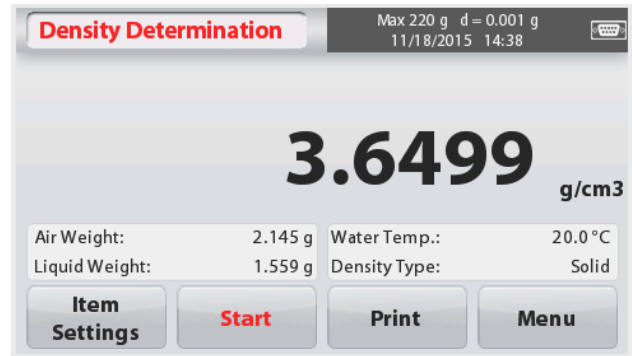 Density Determination
Max 220 g d = 0.001 g
11/18/2015 14:38
3.6499
g/cm3
Air Weight: 2.145 g
Liquid Weight: 1.559 g
Water Temp.: 20.0 °C
Density Type: Solid
Item
Settings
Start
Print
Menu